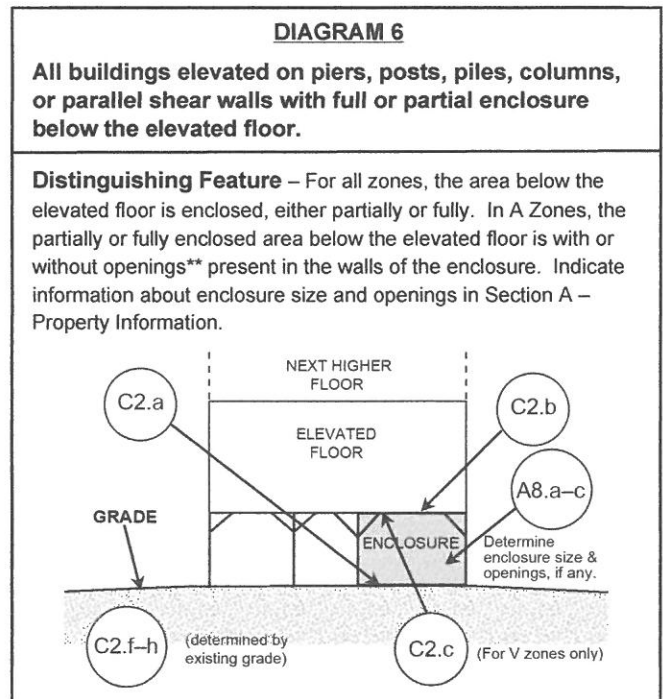 DIAGRAM 6
All buildings elevated on piers, posts, piles, columns,
or parallel shear walls with full or partial enclosure
below the elevated floor.
Distinguishing Feature – For all zones, the area below the
elevated floor is enclosed, either partially or fully. In A Zones, the
partially or fully enclosed area below the elevated floor is with or
without openings** present in the walls of the enclosure. Indicate
information about enclosure size and openings in Section A –
Property Information.
NEXT HIGHER
FLOOR
C2.a
C2.b
ELEVATED
FLOOR
A8.a–c
GRADE
ENCLOSURE
Determine
enclosure size &
openings, if any.
C2.f–h
(determined by
existing grade)
C2.c
(For V zones only)